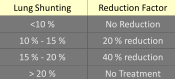 Lung Shunting Reduction Factor
<10 % No Reduction
10 % - 15 % 20 % reduction
15 % - 20% 40 % reduction
> 20 % No Treatment